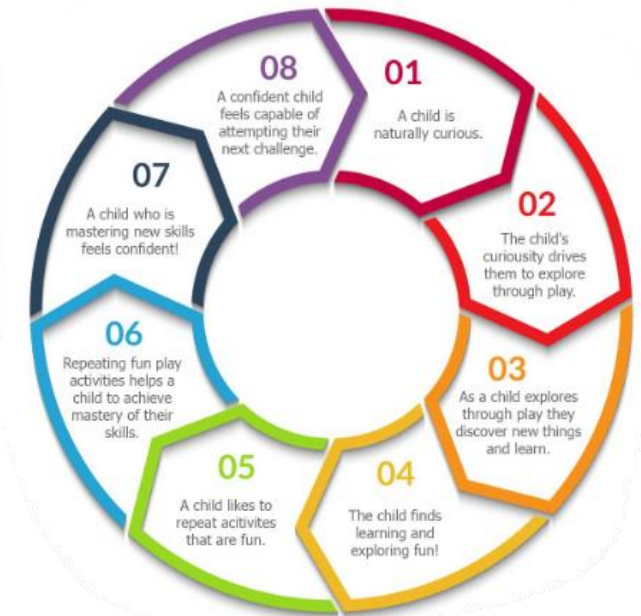 01
A child is
naturally curious.
02
The child's
curiousity drives
them to explore
through play.
03
As a child explores
through play they
discover new things
and learn.
04
The child finds
learning and
exploring fun!
05
A child likes to
repeat acitivites
that are fun.
06
Repeating fun play
activities helps a
child to achieve
mastery of their
skills.
07
A child who is
mastering new skills
feels confident!
08
A confident child
feels capable of
attempting their
next challenge.